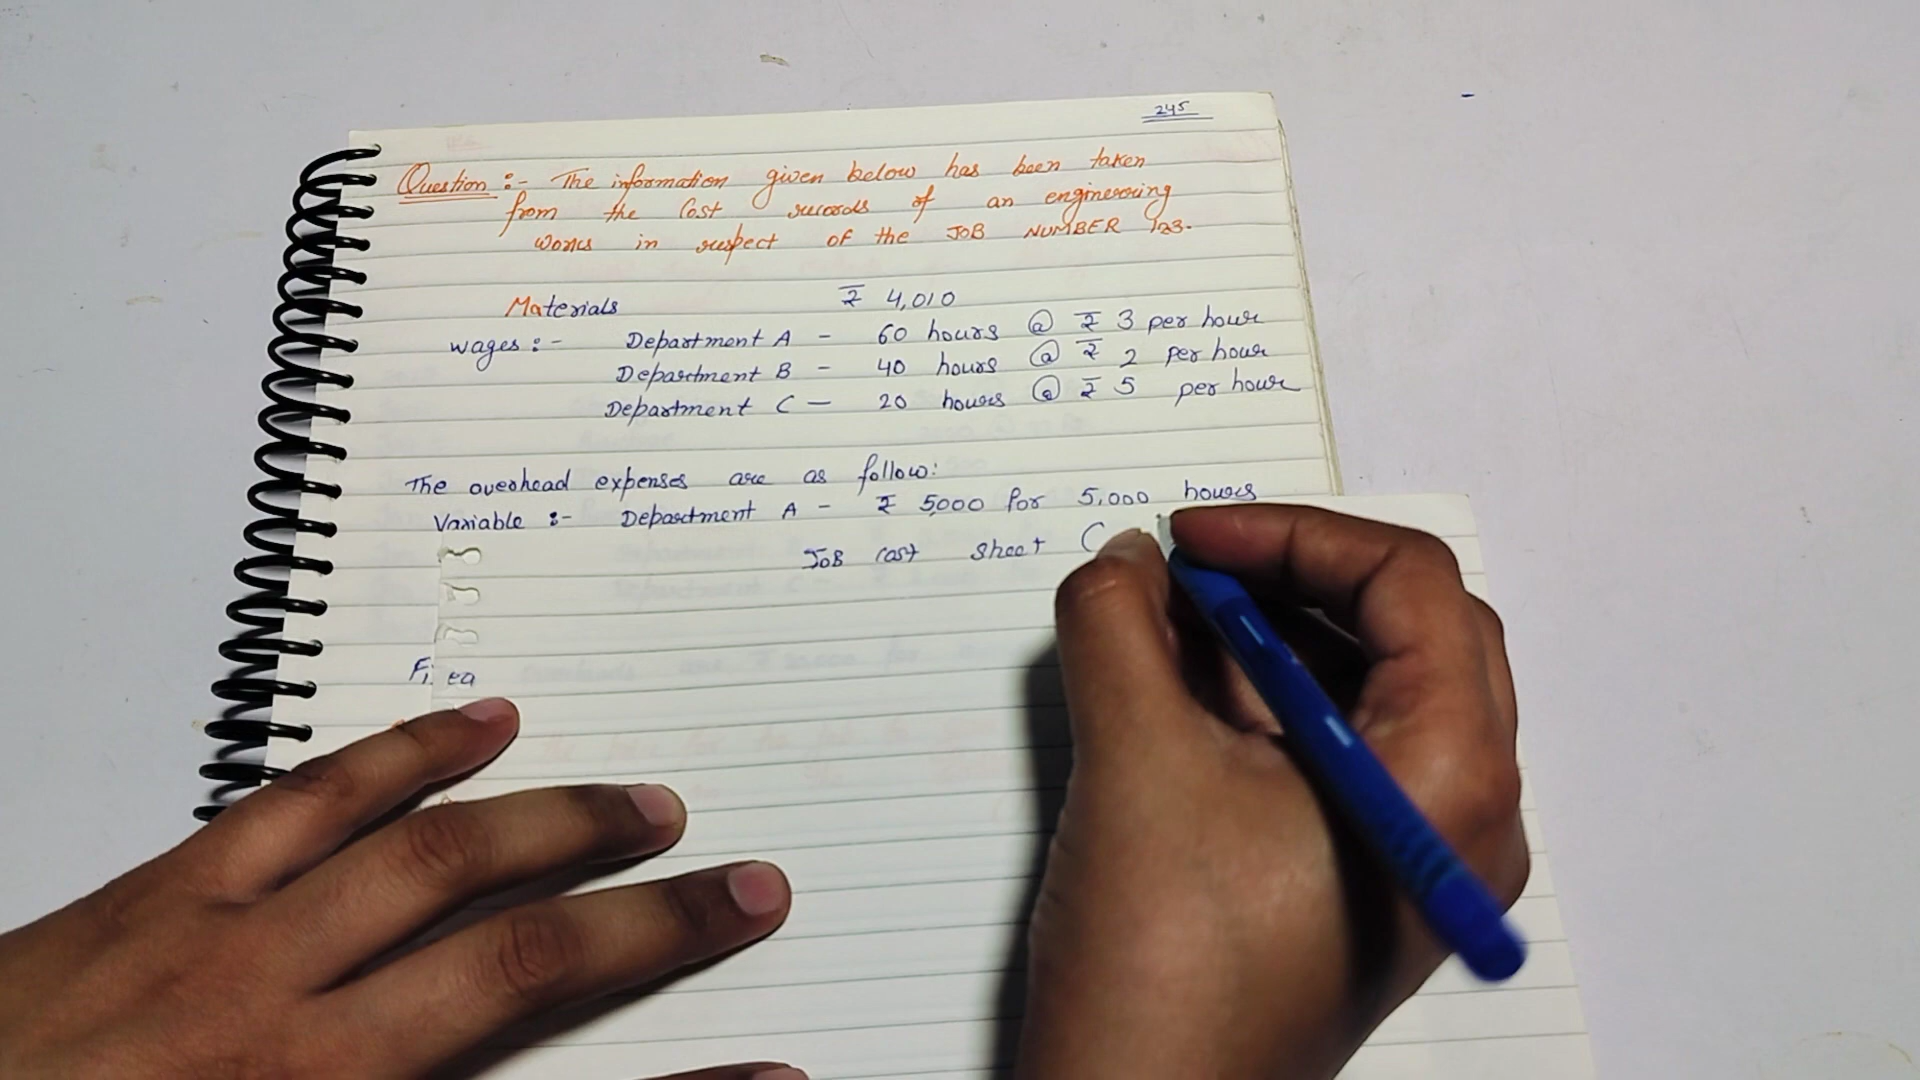 245
Question :- The information given below has been taken
from the Cost records of an engineering
works in respect of the JOB NUMBER 123.
Materials ₹ 4,010
Wages :- Department A - 60 hours @ ₹ 3 per hour
Department B - 40 hours @ ₹ 2 per hour
Department C - 20 hours @ ₹ 5 per hour
The overhead expenses are as follow:
Variable :- Department A - ₹ 5,000 for 5,000 hours
JOB Cost Sheet (